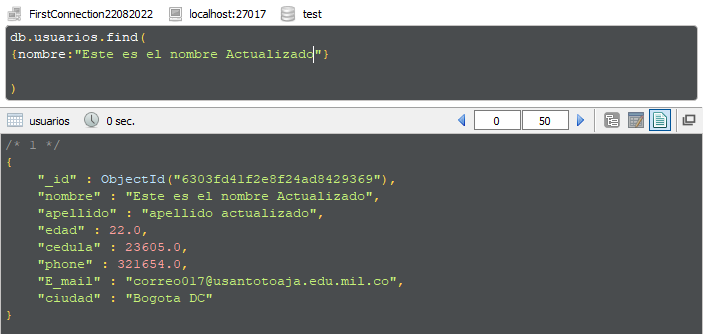 FirstConnection22082022 localhost:27017 test
db.usuarios.find(
{nombre:"Este es el nombre Actualizado"}
)
usuarios 0 sec. 0 50
/* 1 */
{
"_id" : ObjectId("6303fd41f2e8f24ad8429369"),
"nombre" : "Este es el nombre Actualizado",
"apellido" : "apellido actualizado",
"edad" : 22.0,
"cedula" : 23605.0,
"phone" : 321654.0,
"E_mail" : "correo017@usantotoaja.edu.mil.co",
"ciudad" : "Bogota DC"
}